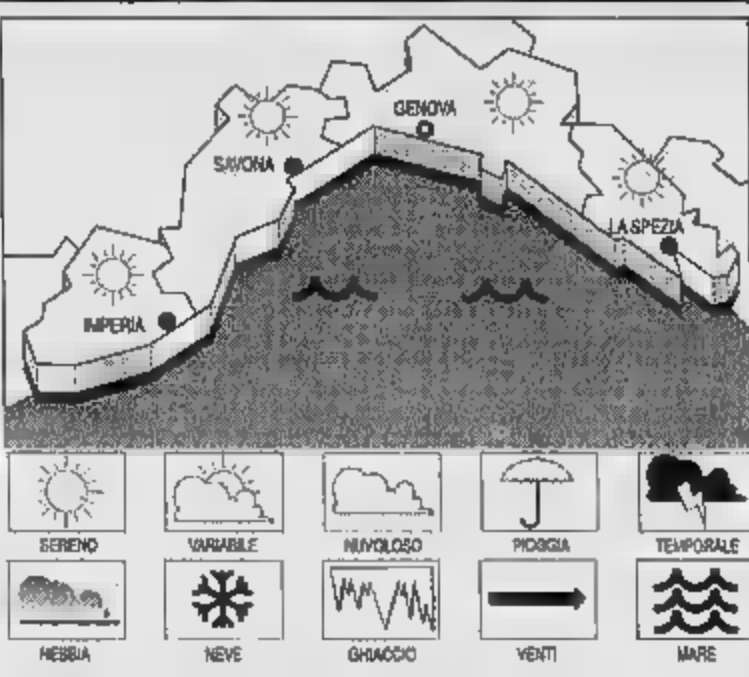 GENOVA
SAVONA
LA SPEZIA
IMPERIA
SERENO VARIABILE NUVOLOSO PIOGGIA TEMPORALE
NEBBIA NEVE GHIACCIO VENTI MARE